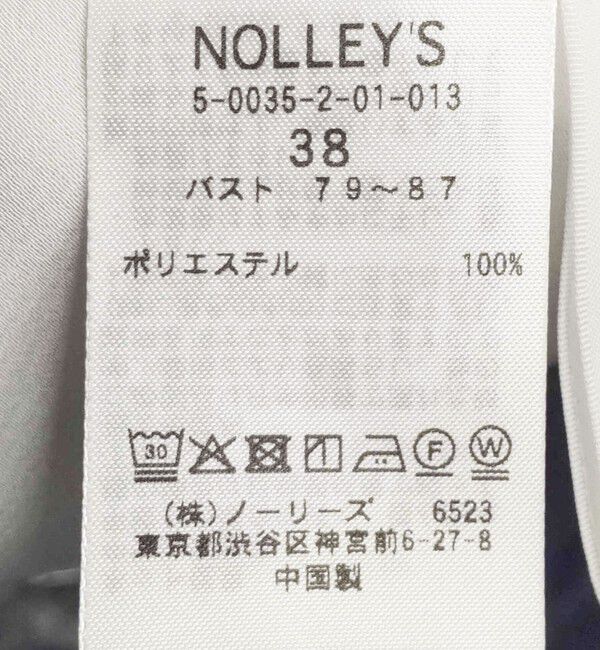 NOLLEY'S
5-0035-2-01-013
38
バスト 79～87
ポリエステル 100%
30 F W
(株)ノーリーズ 6523
東京都渋谷区神宮前6-27-8
中国製